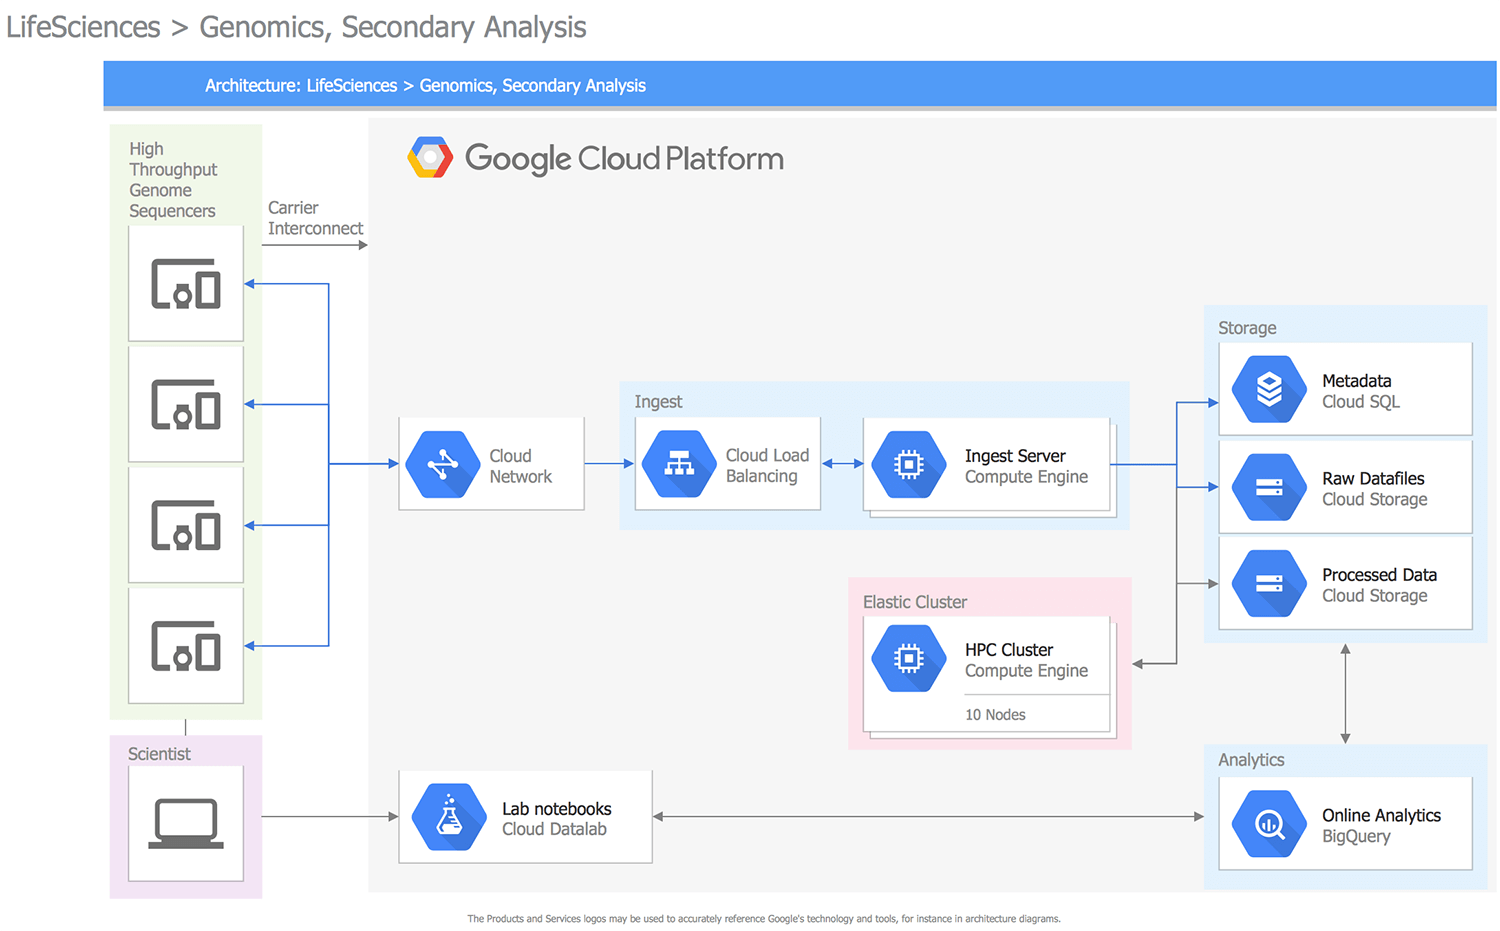 LifeSciences > Genomics, Secondary Analysis
Architecture: LifeSciences > Genomics, Secondary Analysis
High
Throughput
Genome
Sequencers
Carrier
Interconnect
Google Cloud Platform
Cloud
Network
Ingest
Cloud Load
Balancing
Ingest Server
Compute Engine
Storage
Metadata
Cloud SQL
Raw Datafiles
Cloud Storage
Processed Data
Cloud Storage
Elastic Cluster
HPC Cluster
Compute Engine
10 Nodes
Scientist
Lab notebooks
Cloud Datalab
Analytics
Online Analytics
BigQuery
The Products and Services logos may be used to accurately reference Google's technology and tools, for instance in architecture diagrams.